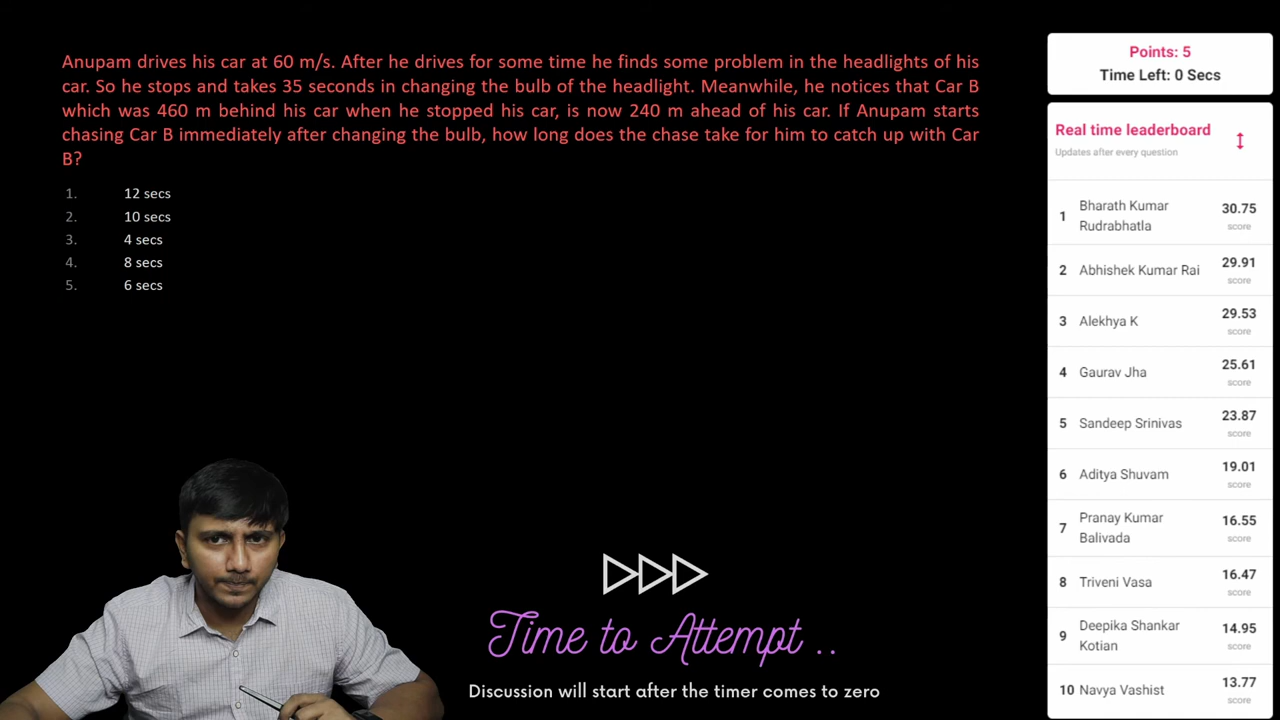 Anupam drives his car at 60 m/s. After he drives for some time he finds some problem in the headlights of his
car. So he stops and takes 35 seconds in changing the bulb of the headlight. Meanwhile, he notices that Car B
which was 460 m behind his car when he stopped his car, is now 240 m ahead of his car. If Anupam starts
chasing Car B immediately after changing the bulb, how long does the chase take for him to catch up with Car
B?
1. 12 secs
2. 10 secs
3. 4 secs
4. 8 secs
5. 6 secs
Time to Attempt ..
Discussion will start after the timer comes to zero
Points: 5
Time Left: 0 Secs
Real time leaderboard
Updates after every question
1 Bharath Kumar Rudrabhatla 30.75
score
2 Abhishek Kumar Rai 29.91
score
3 Alekhya K 29.53
score
4 Gaurav Jha 25.61
score
5 Sandeep Srinivas 23.87
score
6 Aditya Shuvam 19.01
score
7 Pranay Kumar Balivada 16.55
score
8 Triveni Vasa 16.47
score
9 Deepika Shankar Kotian 14.95
score
10 Navya Vashist 13.77
score